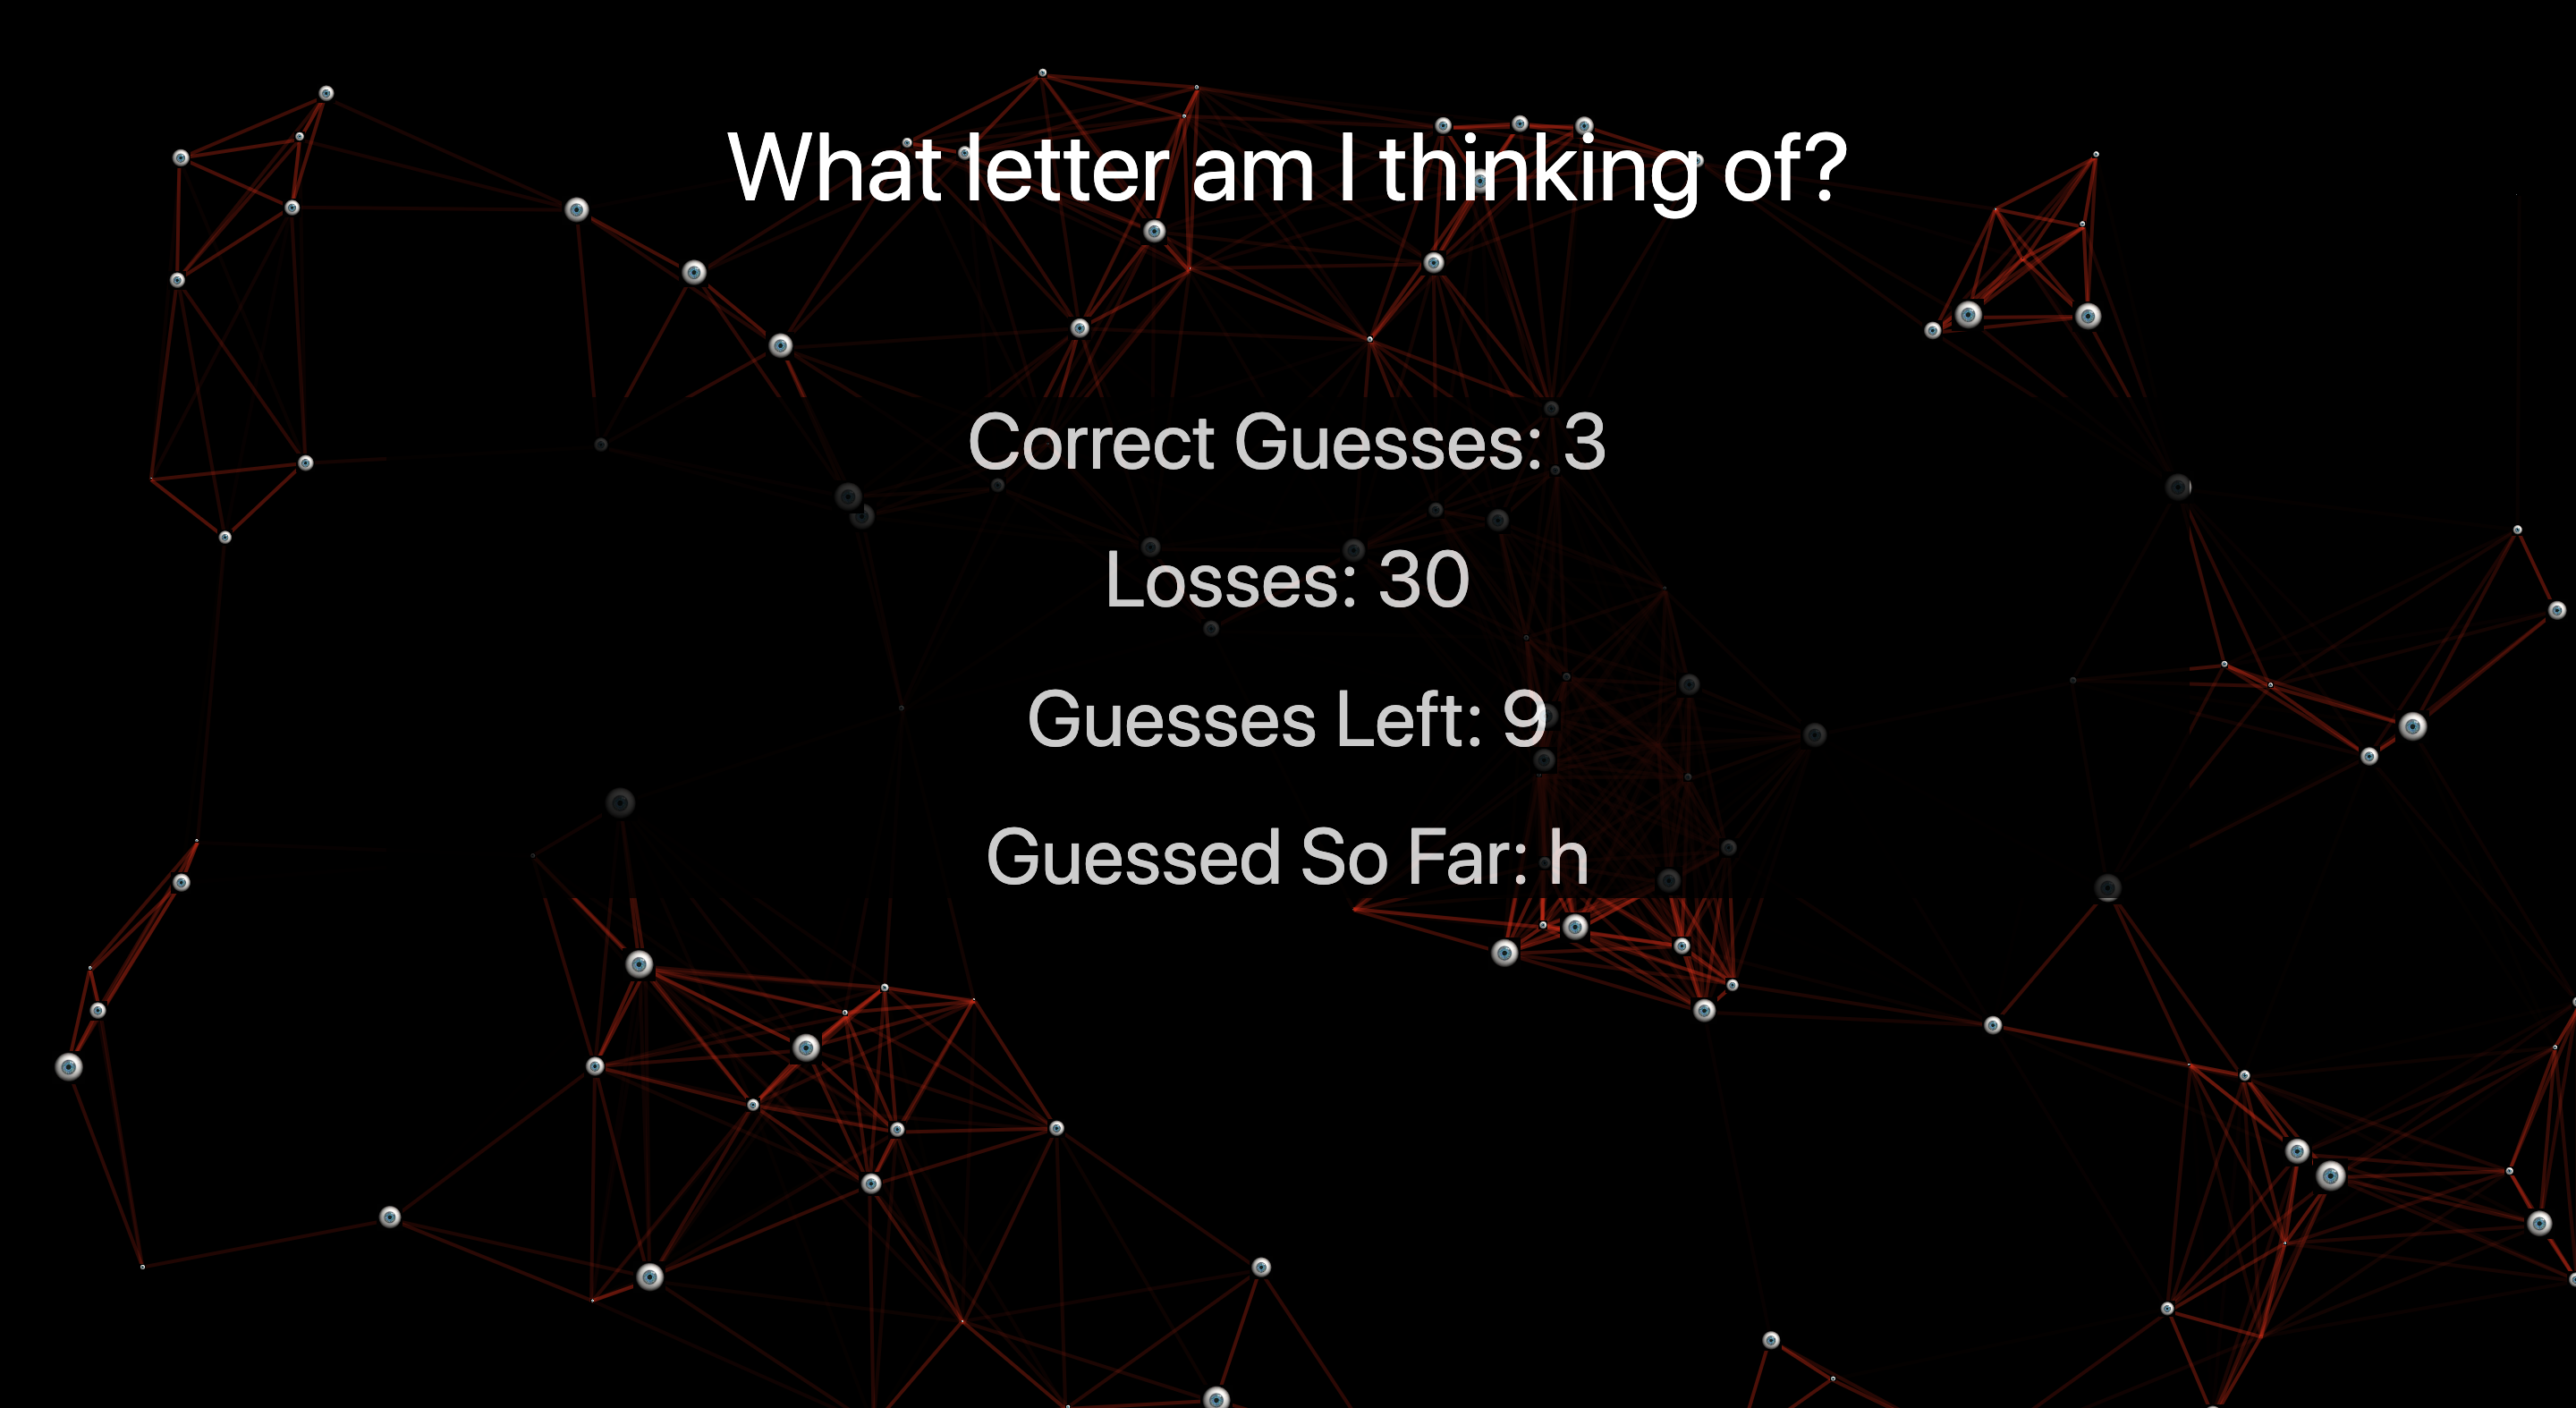 What letter am I thinking of?
Correct Guesses: 3
Losses: 30
Guesses Left: 9
Guessed So Far: h